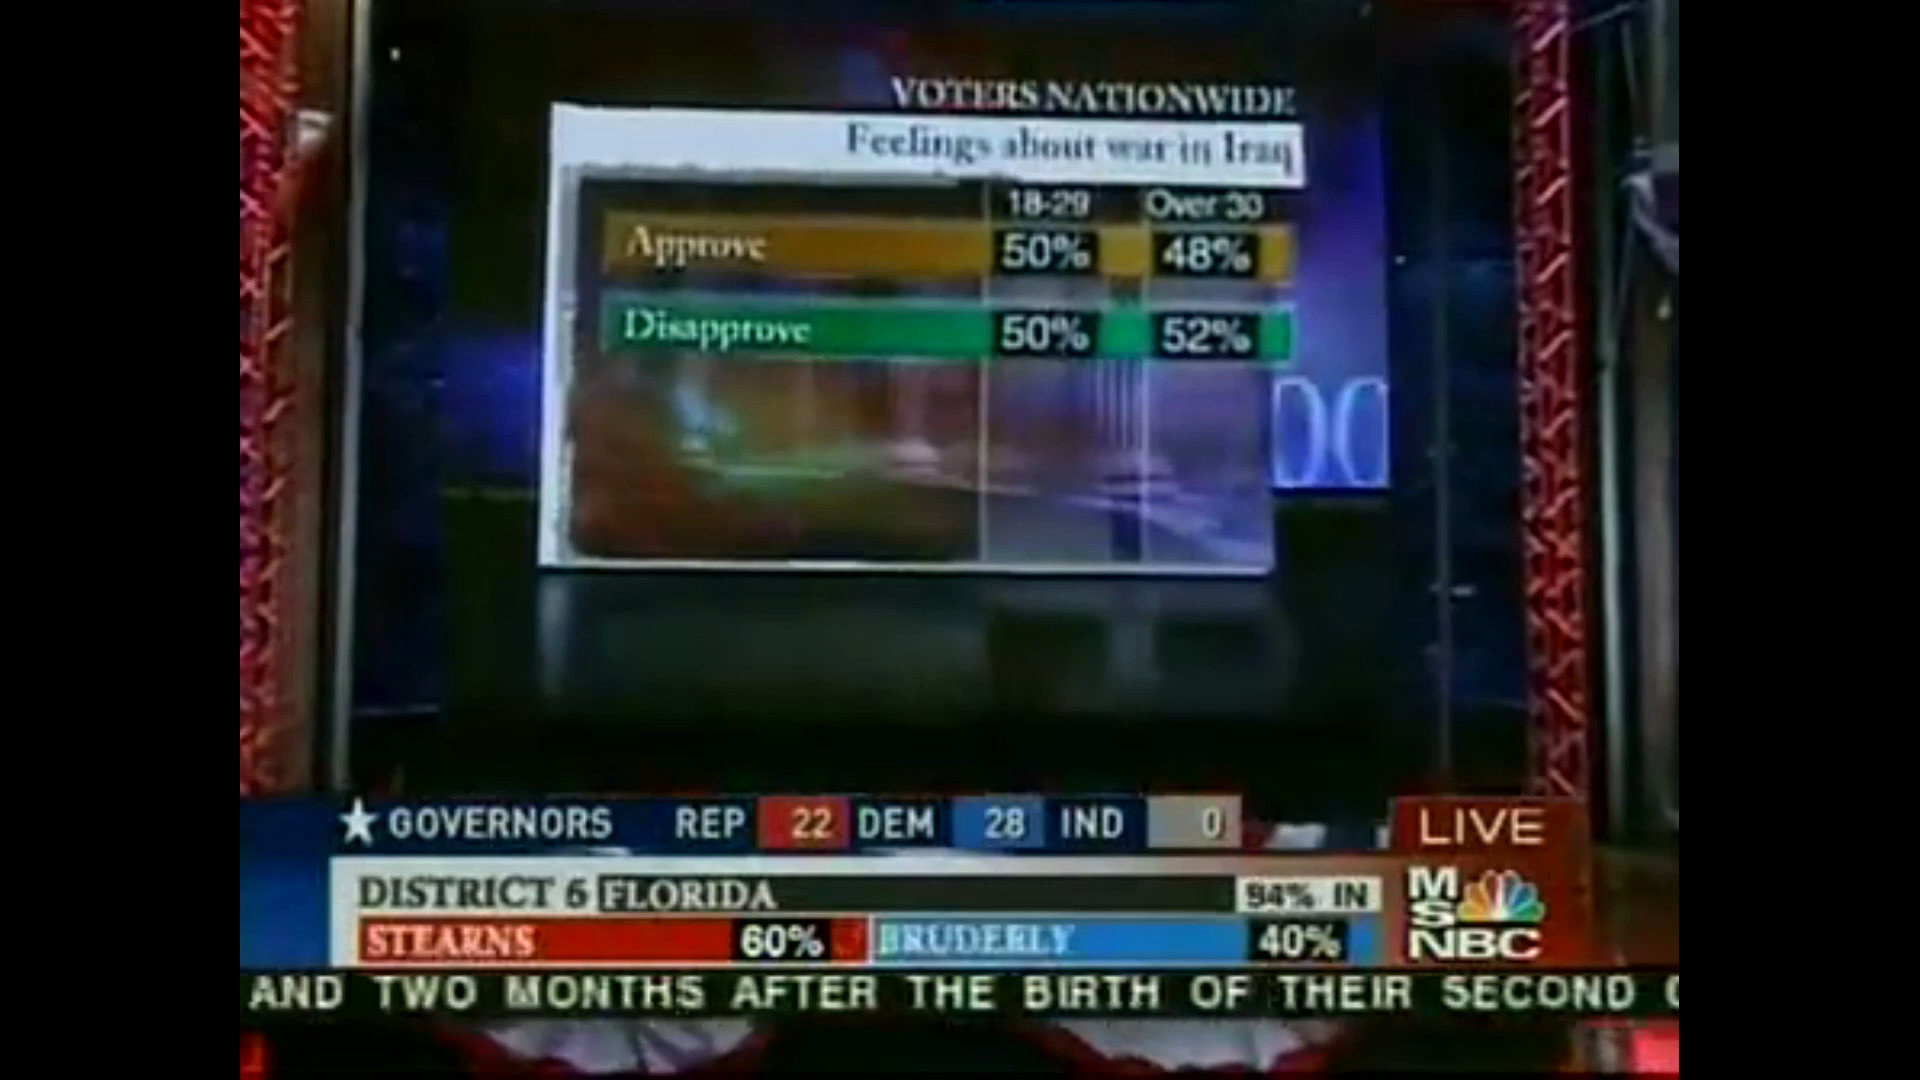 VOTERS NATIONWIDE
Feelings about war in Iraq
18-29 Over 30
Approve 50% 48%
Disapprove 50% 52%
GOVERNORS REP 22 DEM 28 IND 0
LIVE
DISTRICT 6 FLORIDA 94% IN
STEARNS 60% BRUDERLY 40%
MSNBC
AND TWO MONTHS AFTER THE BIRTH OF THEIR SECOND